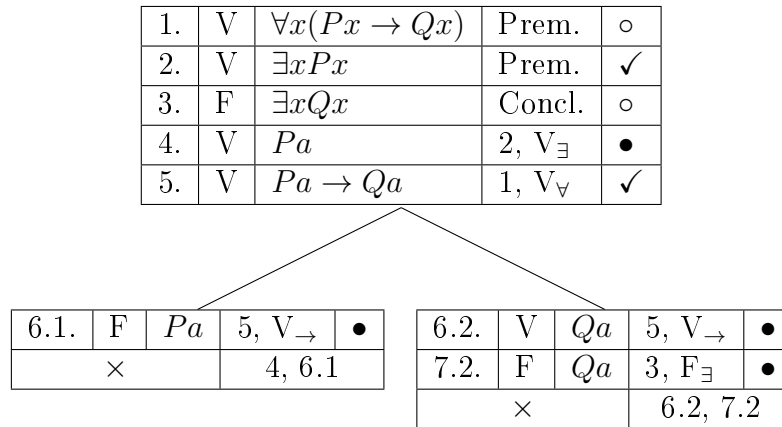 1. V ∀x(Px → Qx) Prem. ○
2. V ∃xPx Prem. ✓
3. F ∃xQx Concl. ○
4. V Pa 2, V∃ •
5. V Pa → Qa 1, V∀ ✓
6.1. F Pa 5, V→ •
× 4, 6.1
6.2. V Qa 5, V→ •
7.2. F Qa 3, F∃ •
× 6.2, 7.2